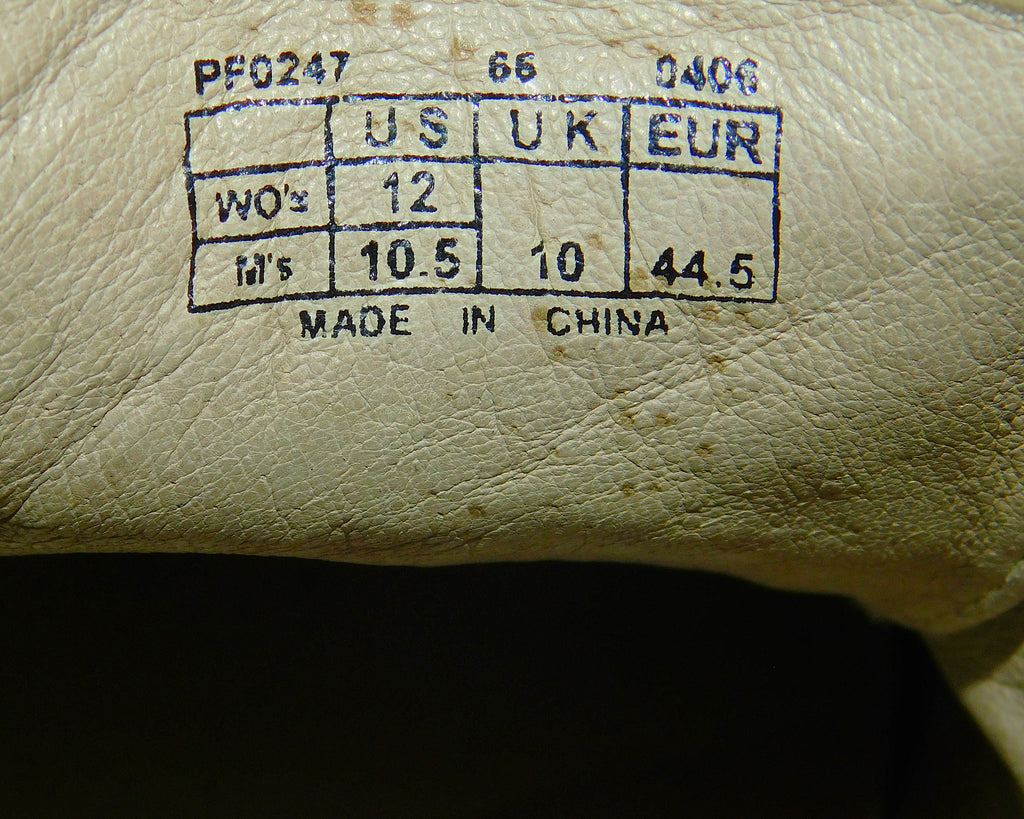 PF0247 66 0406
US UK EUR
WO's 12
M's 10.5 10 44.5
MADE IN CHINA